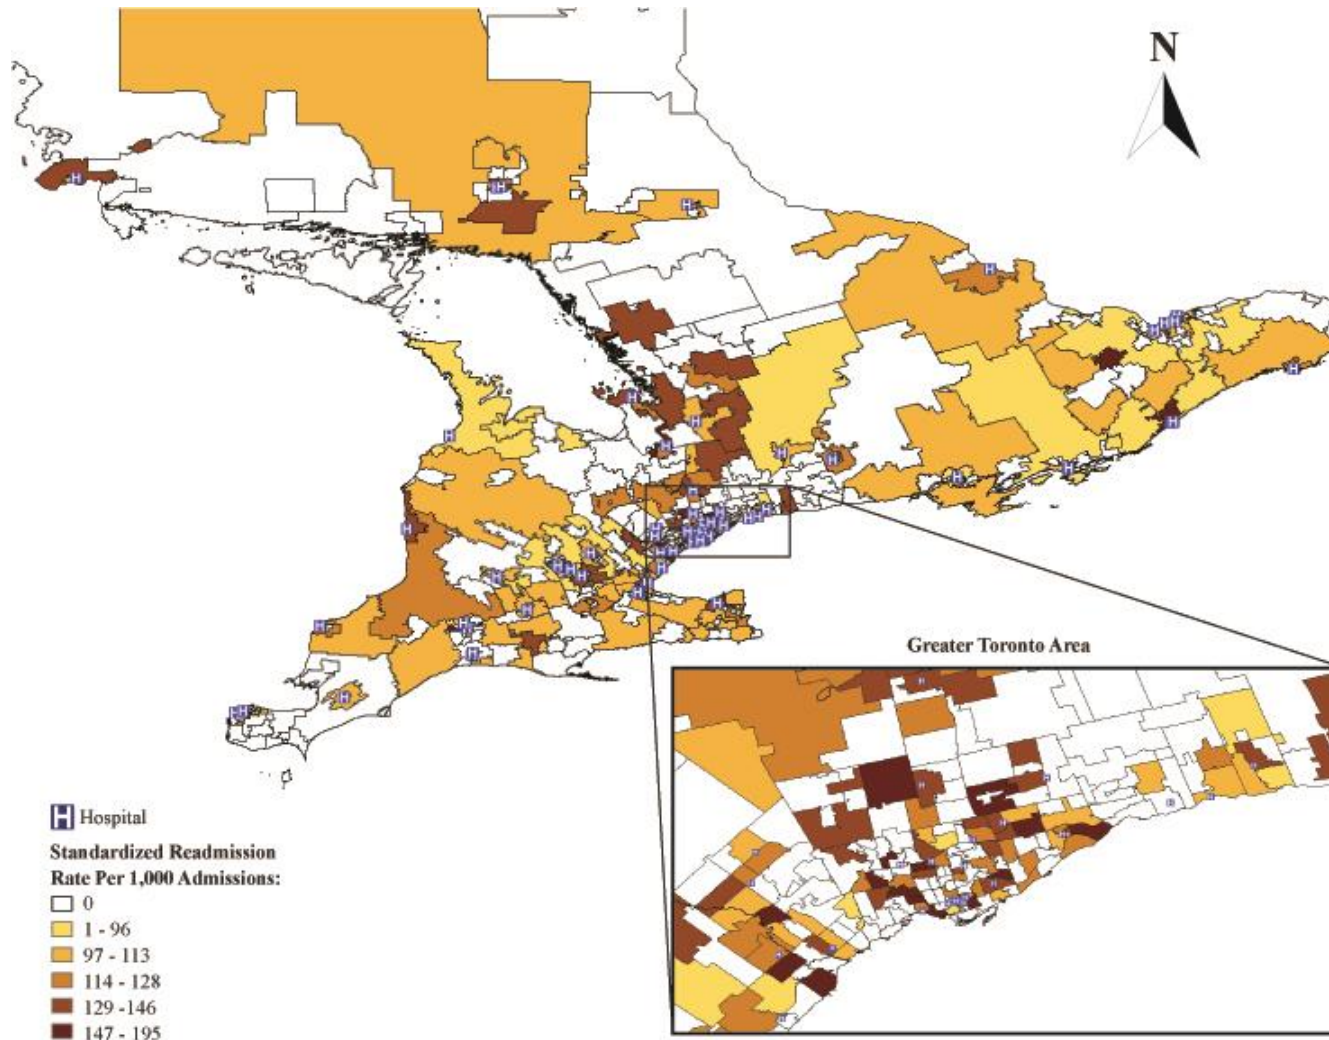 N
Greater Toronto Area
H Hospital
Standardized Readmission
Rate Per 1,000 Admissions:
0
1 - 96
97 - 113
114 - 128
129 -146
147 - 195